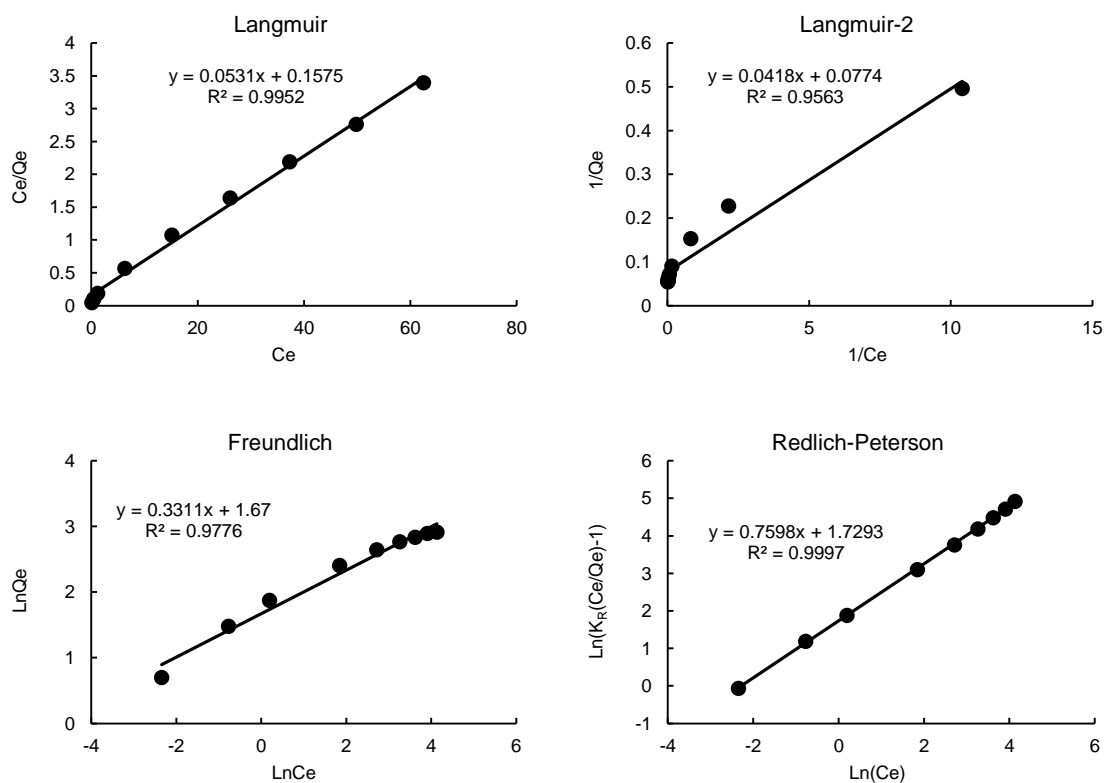 Langmuir
4
3.5
3
2.5
2
1.5
1
0.5
0
Ce/Qe
y = 0.0531x + 0.1575
R² = 0.9952
0 20 40 60 80
Ce
Langmuir-2
0.6
0.5
0.4
0.3
0.2
0.1
0
1/Qe
y = 0.0418x + 0.0774
R² = 0.9563
0 5 10 15
1/Ce
Freundlich
4
3
2
1
0
LnQe
y = 0.3311x + 1.67
R² = 0.9776
-4 -2 0 2 4 6
LnCe
Redlich-Peterson
6
5
4
3
2
1
0
-1
Ln(K_R(Ce/Qe)-1)
y = 0.7598x + 1.7293
R² = 0.9997
-4 -2 0 2 4 6
Ln(Ce)